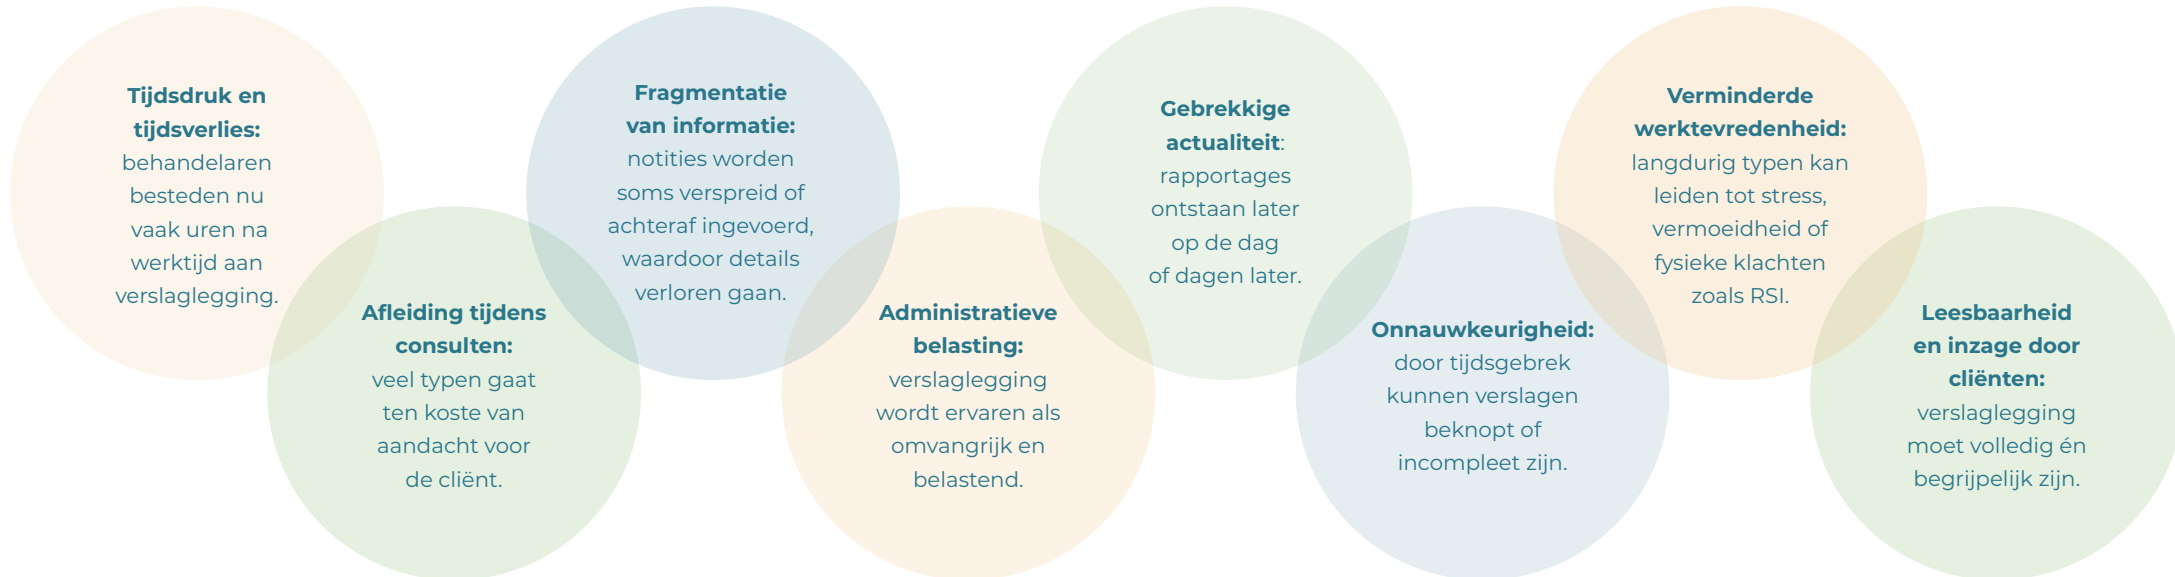 Tijdsdruk en
tijdsverlies:
behandelaren
besteden nu
vaak uren na
werktijd aan
verslaglegging.
Afleiding tijdens
consulten:
veel typen gaat
ten koste van
aandacht voor
de cliënt.
Fragmentatie
van informatie:
notities worden
soms verspreid of
achteraf ingevoerd,
waardoor details
verloren gaan.
Administratieve
belasting:
verslaglegging
wordt ervaren als
omvangrijk en
belastend.
Gebrekkige
actualiteit:
rapportages
ontstaan later
op de dag
of dagen later.
Onnauwkeurigheid:
door tijdsgebrek
kunnen verslagen
beknopt of
incompleet zijn.
Verminderde
werktevredenheid:
langdurig typen kan
leiden tot stress,
vermoeidheid of
fysieke klachten
zoals RSI.
Leesbaarheid
en inzage door
cliënten:
verslaglegging
moet volledig én
begrijpelijk zijn.